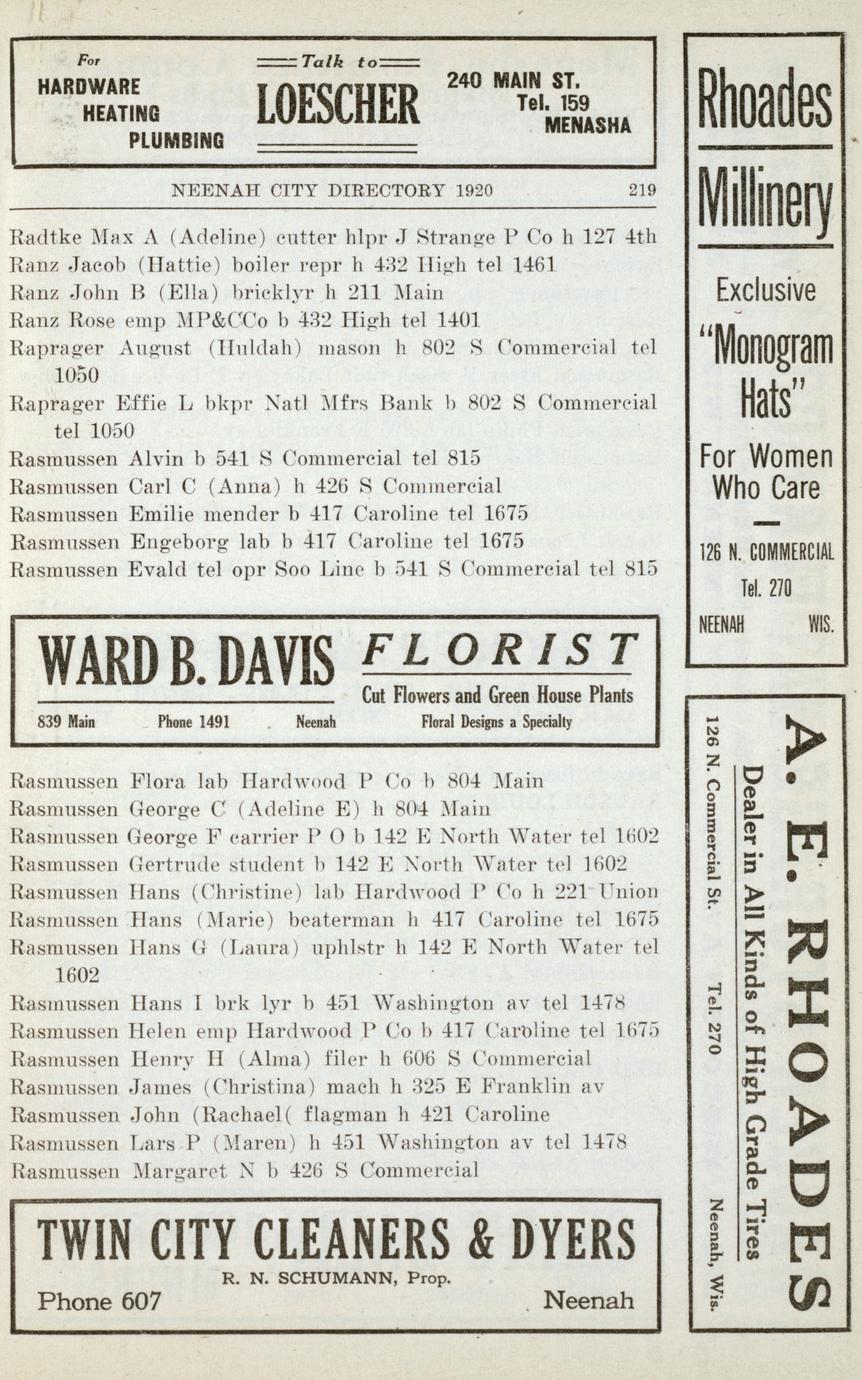 For
HARDWARE
HEATING
PLUMBING
Talk to
LOESCHER
240 MAIN ST.
Tel. 159
MENASHA
NEENAH CITY DIRECTORY 1920 219
Radtke Max A (Adeline) cutter hlpr J Strange P Co h 127 4th
Ranz Jacob (Hattie) boiler repr h 432 High tel 1461
Ranz John B (Ella) bricklyr h 211 Main
Ranz Rose emp MP&CCo b 432 High tel 1401
Raprager August (Huldah) mason h 802 S Commercial tel
1050
Raprager Effie L bkpr Natl Mfrs Bank b 802 S Commercial
tel 1050
Rasmussen Alvin b 541 S Commercial tel 815
Rasmussen Carl C (Anna) h 426 S Commercial
Rasmussen Emilie mender b 417 Caroline tel 1675
Rasmussen Engeborg lab b 417 Caroline tel 1675
Rasmussen Evald tel opr Soo Line b 541 S Commercial tel 815
WARD B. DAVIS
839 Main Phone 1491 Neenah
FLORIST
Cut Flowers and Green House Plants
Floral Designs a Specialty
Rasmussen Flora lab Hardwood P Co b 804 Main
Rasmussen George C (Adeline E) h 804 Main
Rasmussen George F carrier P O b 142 E North Water tel 1602
Rasmussen Gertrude student b 142 E North Water tel 1602
Rasmussen Hans (Christine) lab Hardwood P Co h 221 Union
Rasmussen Hans (Marie) beaterman h 417 Caroline tel 1675
Rasmussen Hans G (Laura) uphlstr h 142 E North Water tel
1602
Rasmussen Hans I brk lyr b 451 Washington av tel 1478
Rasmussen Helen emp Hardwood P Co b 417 Caroline tel 1675
Rasmussen Henry H (Alma) filer h 606 S Commercial
Rasmussen James (Christina) mach h 325 E Franklin av
Rasmussen John (Rachael( flagman h 421 Caroline
Rasmussen Lars P (Maren) h 451 Washington av tel 1478
Rasmussen Margaret N b 426 S Commercial
TWIN CITY CLEANERS & DYERS
R. N. SCHUMANN, Prop.
Phone 607 Neenah
Rhoades
Millinery
Exclusive
"Monogram
Hats"
For Women
Who Care
126 N. COMMERCIAL
Tel. 270
NEENAH WIS.
A. E. RHOADES
Dealer in All Kinds of High Grade Tires
126 N. Commercial St. Tel. 270 Neenah, Wis.